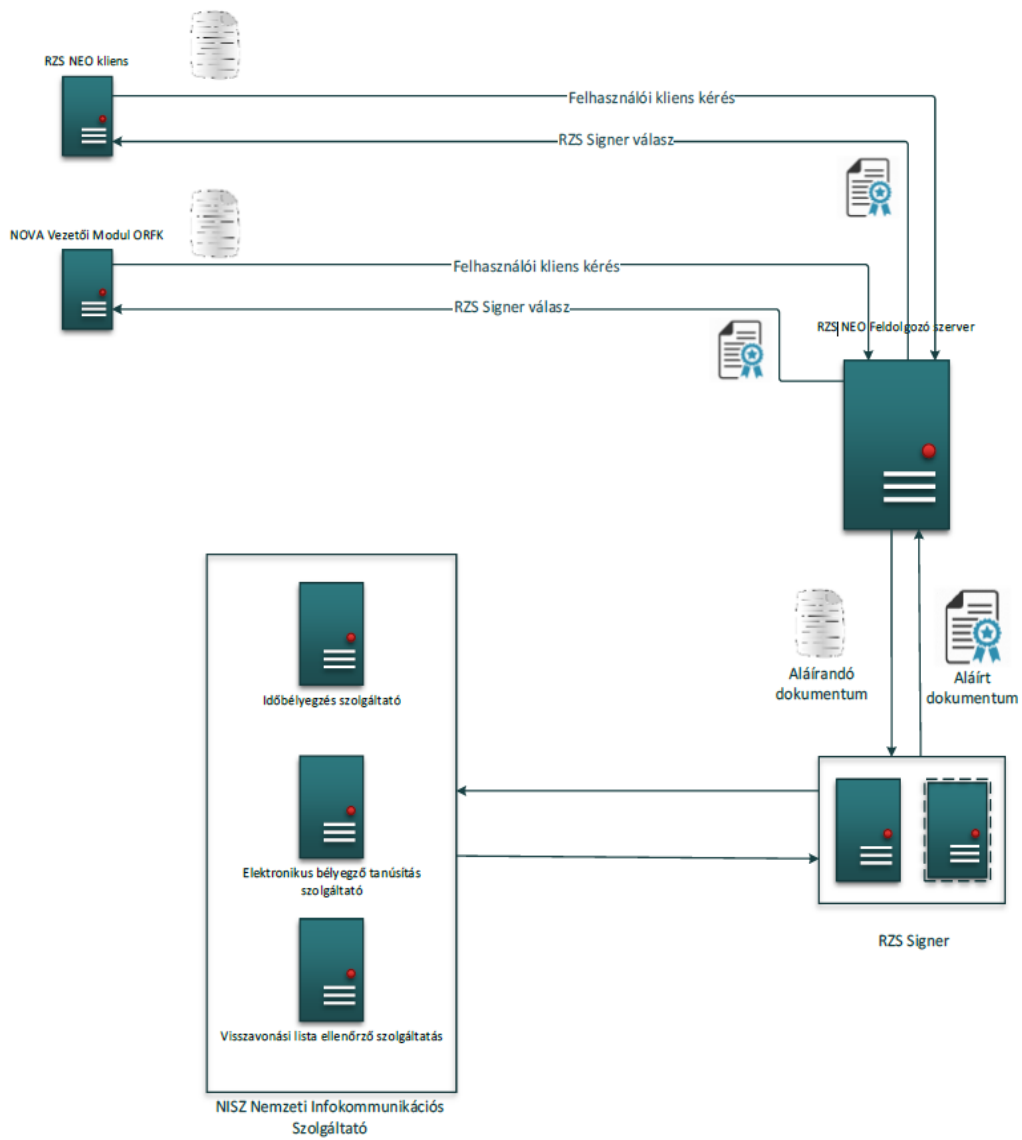 RZS NEO kliens
Felhasználói kliens kérés
RZS Signer válasz
NOVA Vezetői Modul ORFK
Felhasználói kliens kérés
RZS Signer válasz
RZS NEO Feldolgozó szerver
Aláírandó
dokumentum
Aláírt
dokumentum
Időbélyegzés szolgáltató
Elektronikus bélyegző tanúsítás
szolgáltató
Visszavonási lista ellenőrző szolgáltatás
RZS Signer
NISZ Nemzeti Infokommunikációs
Szolgáltató